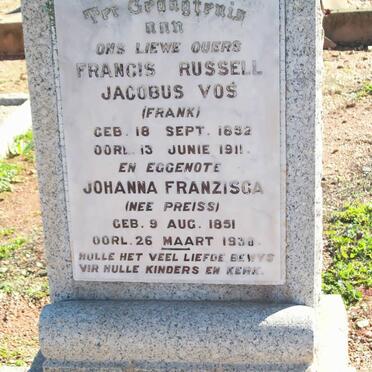 Ter Gedagtenis
aan
ONS LIEWE OUERS
FRANCIS RUSSELL
JACOBUS VOS
(FRANK)
GEB. 18 SEPT. 1852
OORL. 13 JUNIE 1911.
EN EGGENOTE
JOHANNA FRANZISCA
(NEE PREISS)
GEB. 9 AUG. 1851
OORL. 26 MAART
HULLE HET VEEL LIEFDE BEWYS
VIR HULLE KINDERS EN KERK.